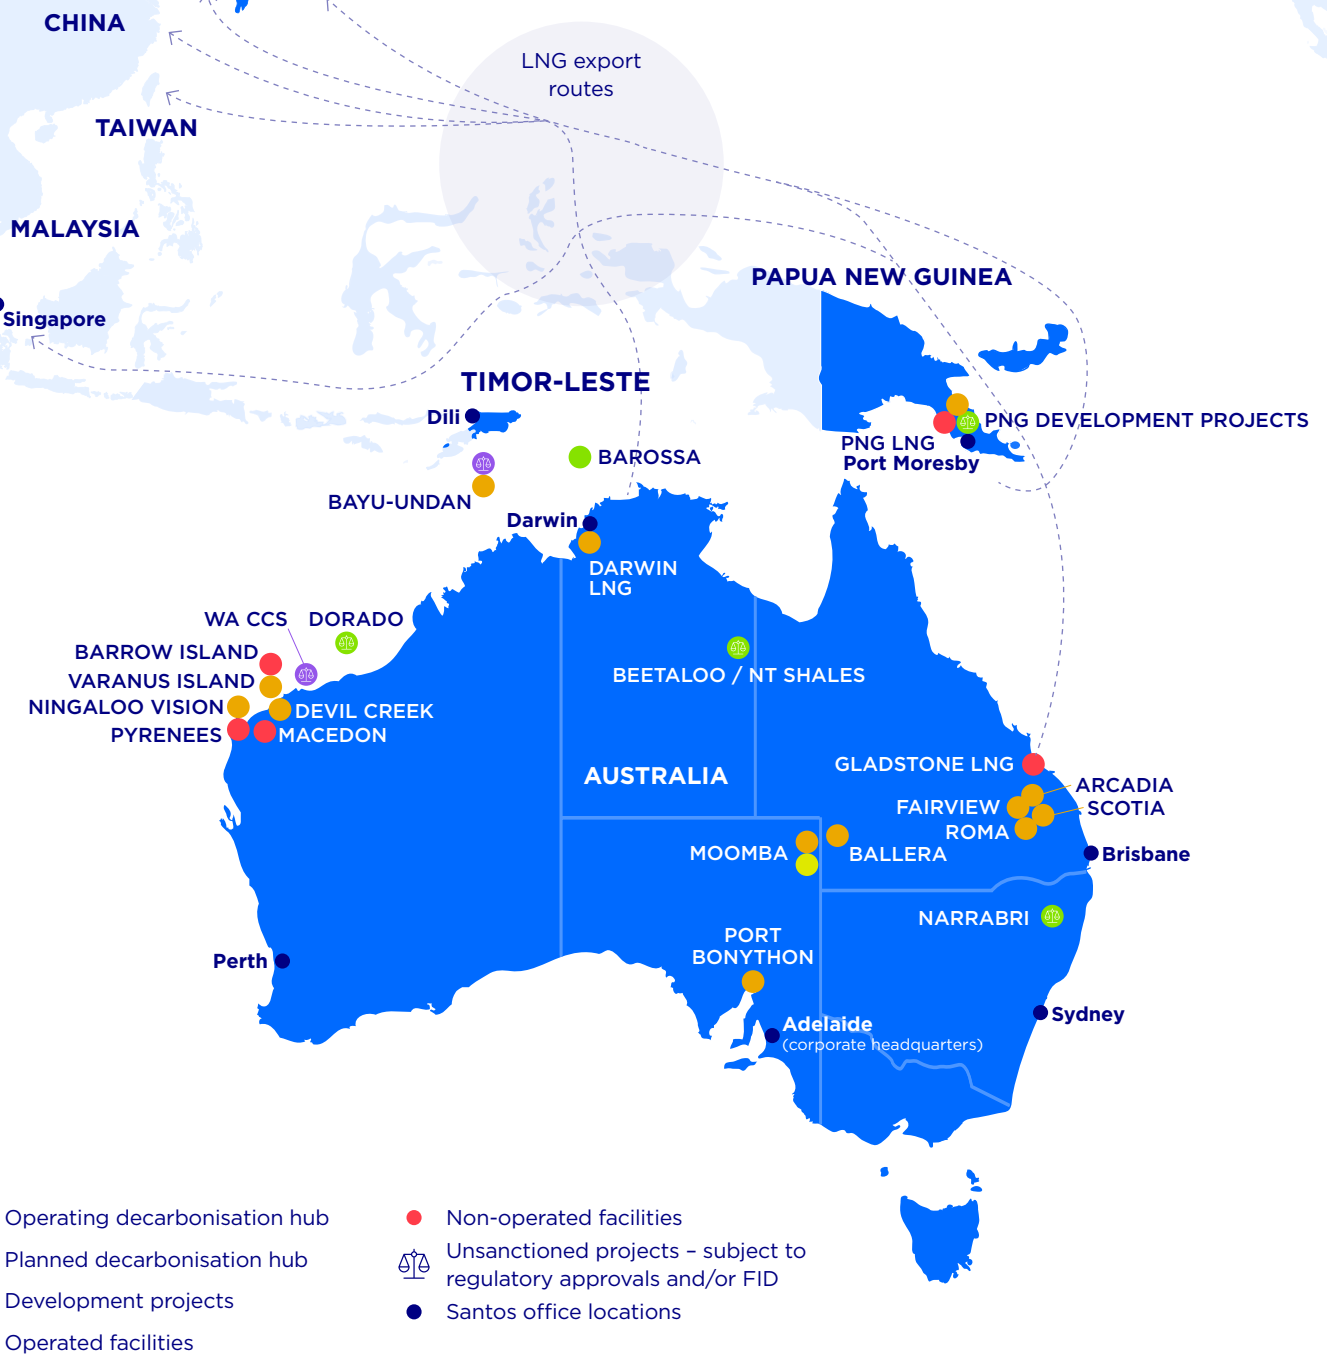 CHINA
LNG export
routes
TAIWAN
MALAYSIA
PAPUA NEW GUINEA
Singapore
TIMOR-LESTE
Dili
PNG DEVELOPMENT PROJECTS
PNG LNG
Port Moresby
BAROSSA
BAYU-UNDAN
Darwin
DARWIN
LNG
WA CCS
DORADO
BARROW ISLAND
VARANUS ISLAND
NINGALOO VISION
DEVIL CREEK
PYRENEES
MACEDON
BEETALOO / NT SHALES
AUSTRALIA
GLADSTONE LNG
ARCADIA
FAIRVIEW
SCOTIA
ROMA
MOOMBA
BALLERA
Brisbane
NARRABRI
PORT
BONYTHON
Perth
Sydney
Adelaide
(corporate headquarters)
Operating decarbonisation hub
Planned decarbonisation hub
Development projects
Operated facilities
Non-operated facilities
Unsanctioned projects – subject to
regulatory approvals and/or FID
Santos office locations